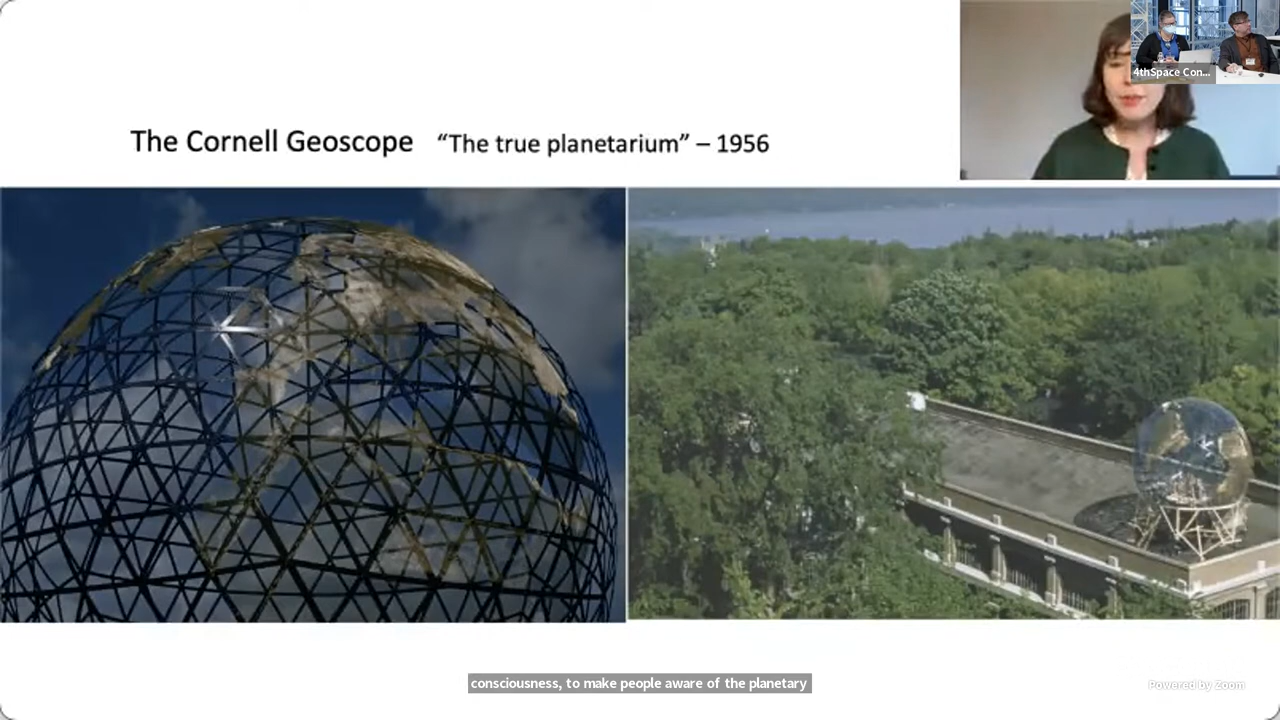 4thSpace Con...
The Cornell Geoscope “The true planetarium” – 1956
consciousness, to make people aware of the planetary
Powered by Zoom